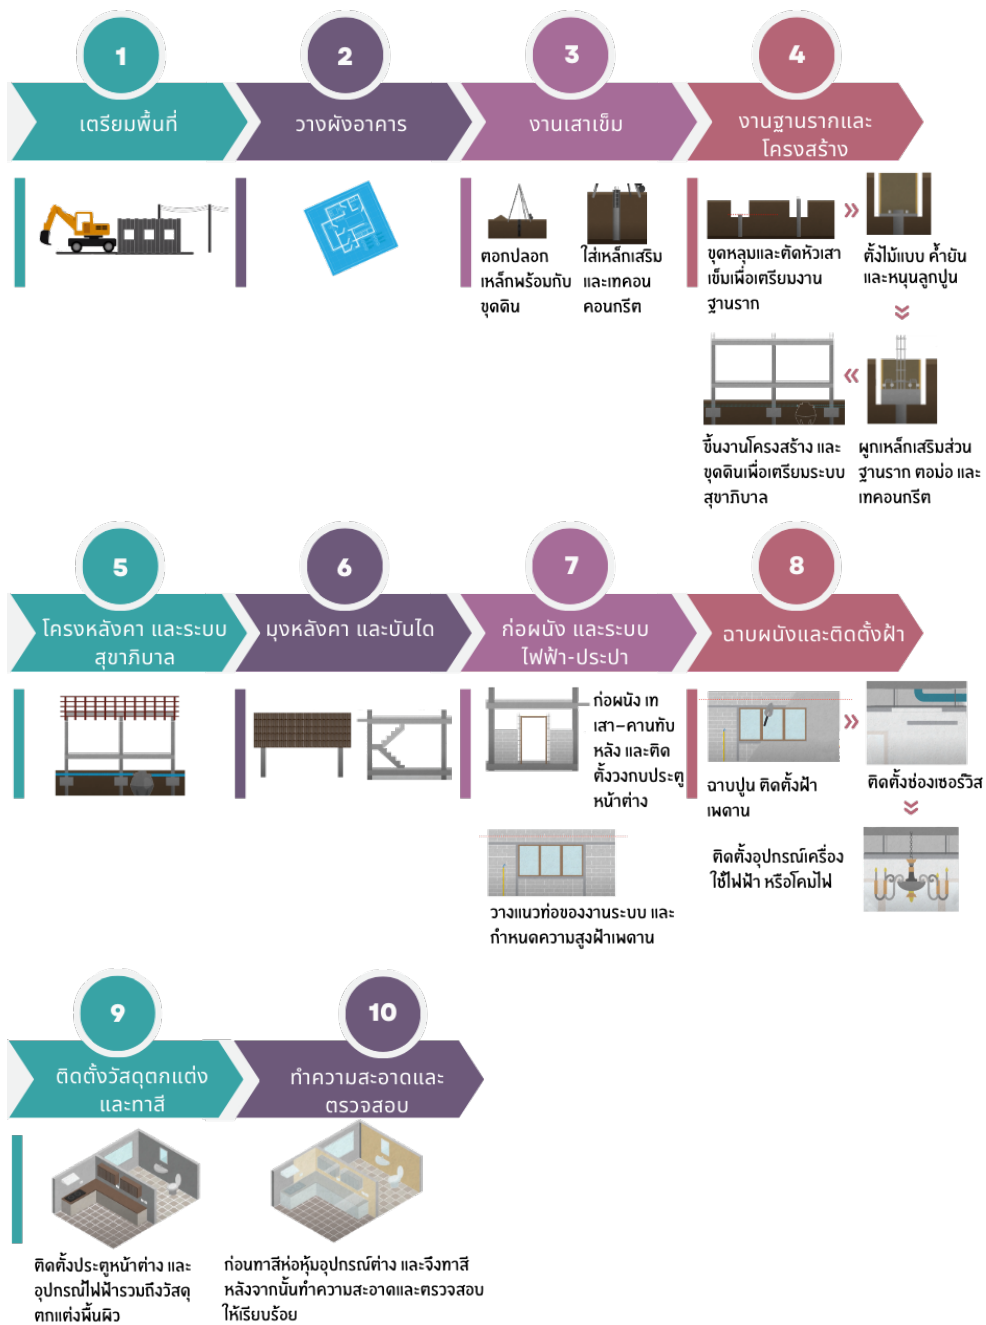 1
เตรียมพื้นที่
2
วางผังอาคาร
3
งานเสาเข็ม
4
งานฐานรากและ
โครงสร้าง
ตอกปลอก
เหล็กพร้อมกับ
ขุดดิน
ใส่เหล็กเสริม
และเทคอน
คอนกรีต
ขุดหลุมและตัดหัวเสา
เข็มเพื่อเตรียมงาน
ฐานราก
»
ตั้งไม้แบบ ค้ำยัน
และหนุนลูกปูน
»
«
ผูกเหล็กเสริมส่วน
ฐานราก ตอม่อ และ
เทคอนกรีต
ขึ้นงานโครงสร้าง และ
ขุดดินเพื่อเตรียมระบบ
สุขาภิบาล
5
โครงหลังคา และระบบ
สุขาภิบาล
6
มุงหลังคา และบันได
7
ก่อผนัง และระบบ
ไฟฟ้า-ประปา
8
ฉาบผนังและติดตั้งฝ้า
ก่อผนัง เท
เสา–คานทับ
หลัง และติด
ตั้งวงกบประตู
หน้าต่าง
วางแนวท่อของงานระบบ และ
กำหนดความสูงฝ้าเพดาน
ฉาบปูน ติดตั้งฝ้า
เพดาน
»
ติดตั้งช่องเซอร์วิส
»
ติดตั้งอุปกรณ์เครื่อง
ใช้ไฟฟ้า หรือโคมไฟ
9
ติดตั้งวัสดุตกแต่ง
และทาสี
10
ทำความสะอาดและ
ตรวจสอบ
ติดตั้งประตูหน้าต่าง และ
อุปกรณ์ไฟฟ้ารวมถึงวัสดุ
ตกแต่งพื้นผิว
ก่อนทาสีห่อหุ้มอุปกรณ์ต่าง และจึงทาสี
หลังจากนั้นทำความสะอาดและตรวจสอบ
ให้เรียบร้อย